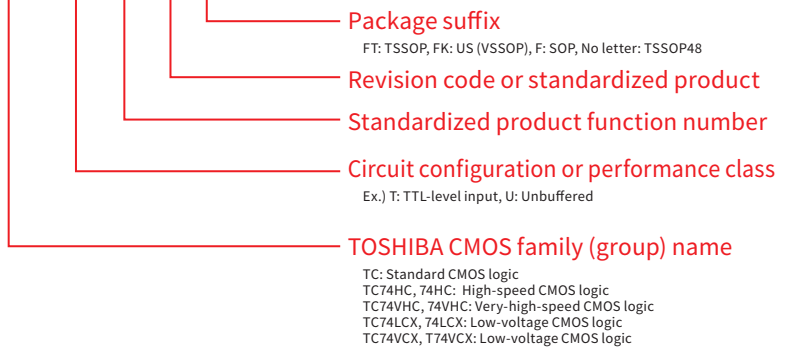 Package suffix
FT: TSSOP, FK: US (VSSOP), F: SOP, No letter: TSSOP48
Revision code or standardized product
Standardized product function number
Circuit configuration or performance class
Ex.) T: TTL-level input, U: Unbuffered
TOSHIBA CMOS family (group) name
TC: Standard CMOS logic
TC74HC, 74HC: High-speed CMOS logic
TC74VHC, 74VHC: Very-high-speed CMOS logic
TC74LCX, 74LCX: Low-voltage CMOS logic
TC74VCX, T74VCX: Low-voltage CMOS logic